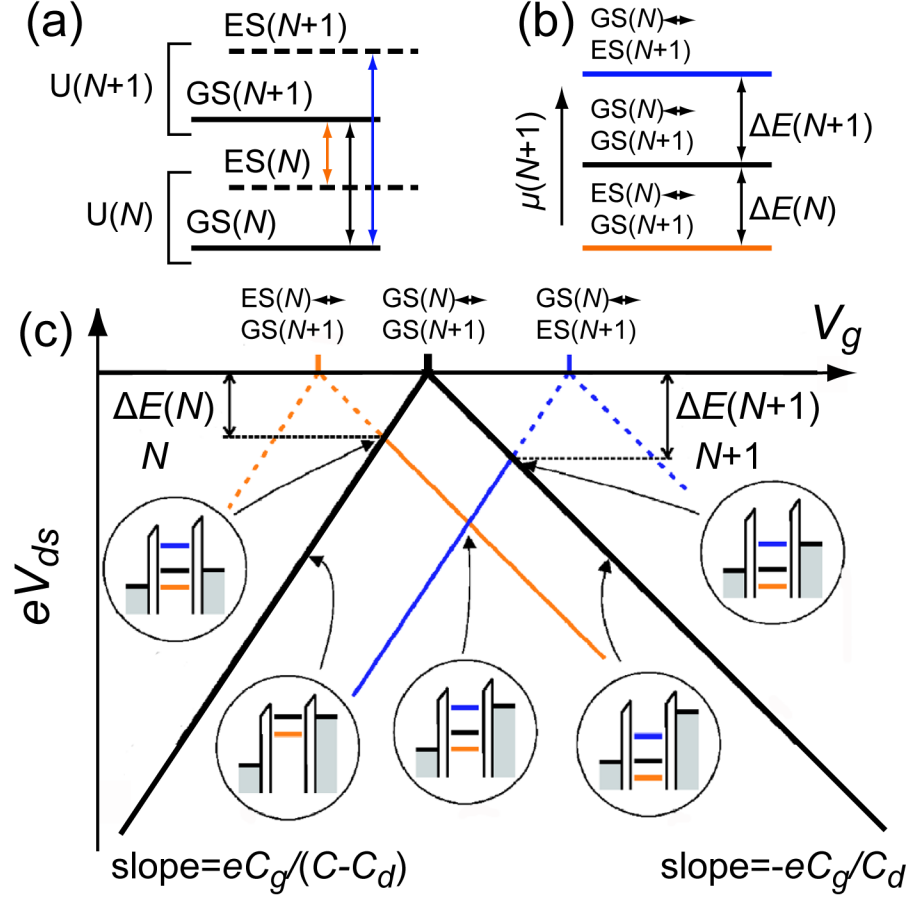 (a)
ES(N+1)
U(N+1)
GS(N+1)
ES(N)
U(N)
GS(N)
(b)
GS(N)↔
ES(N+1)
GS(N)↔
GS(N+1)
ΔE(N+1)
μ(N+1)
ES(N)↔
GS(N+1)
ΔE(N)
(c)
ES(N)↔
GS(N+1)
GS(N)↔
GS(N+1)
GS(N)↔
ES(N+1)
Vg
ΔE(N)
N
ΔE(N+1)
N+1
eVds
slope=eCg/(C-Cd)
slope=-eCg/Cd